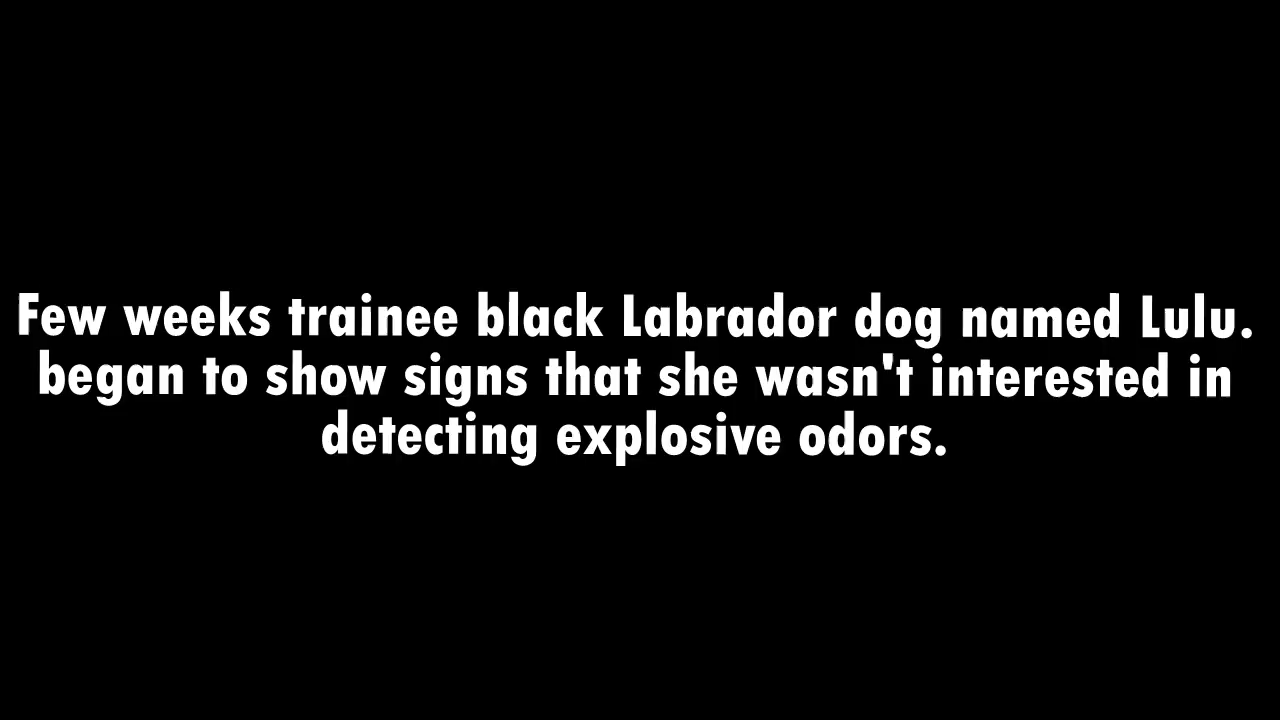 Few weeks trainee black Labrador dog named Lulu.
began to show signs that she wasn't interested in
detecting explosive odors.